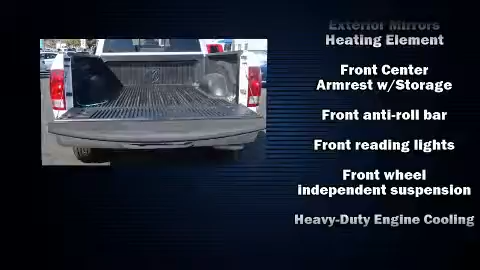 Exterior Mirrors
Heating Element
Front Center
Armrest w/Storage
Front anti-roll bar
Front reading lights
Front wheel
independent suspension
Heavy-Duty Engine Cooling